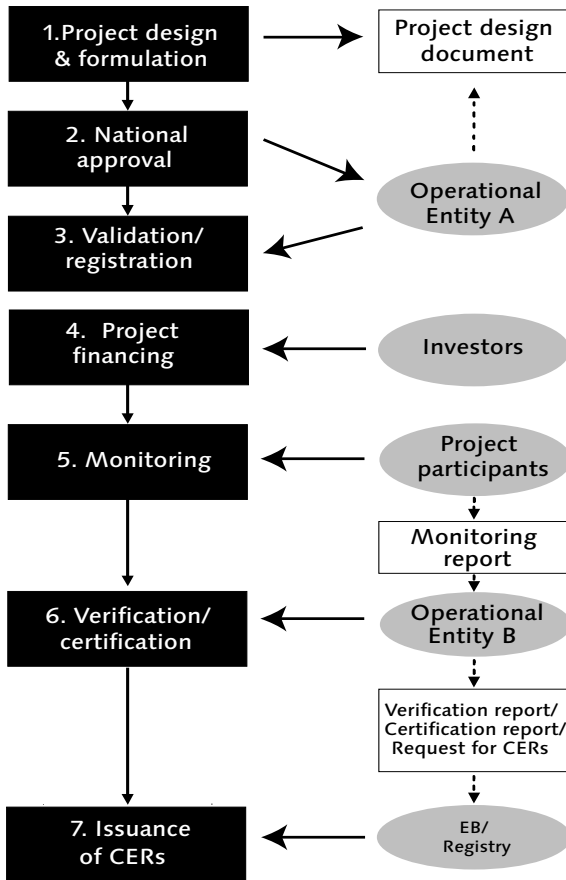 1.Project design
& formulation
Project design
document
2. National
approval
Operational
Entity A
3. Validation/
registration
4. Project
financing
Investors
5. Monitoring
Project
participants
Monitoring
report
6. Verification/
certification
Operational
Entity B
Verification report/
Certification report/
Request for CERs
7. Issuance
of CERs
EB/
Registry